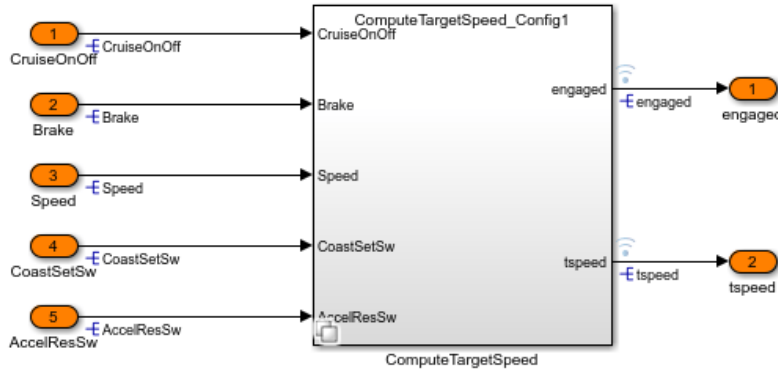 ComputeTargetSpeed_Config1
1
CruiseOnOff
CruiseOnOff
CruiseOnOff
2
Brake
Brake
Brake
3
Speed
Speed
Speed
4
CoastSetSw
CoastSetSw
CoastSetSw
5
AccelResSw
AccelResSw
AccelResSw
engaged
engaged
1
engaged
tspeed
tspeed
2
tspeed
ComputeTargetSpeed